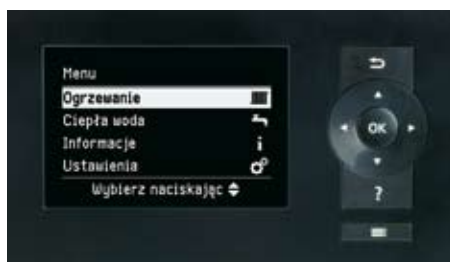 Menu
Ogrzewanie
Ciepła woda
Informacje
Ustawienia
Wybierz naciskając
OK
?